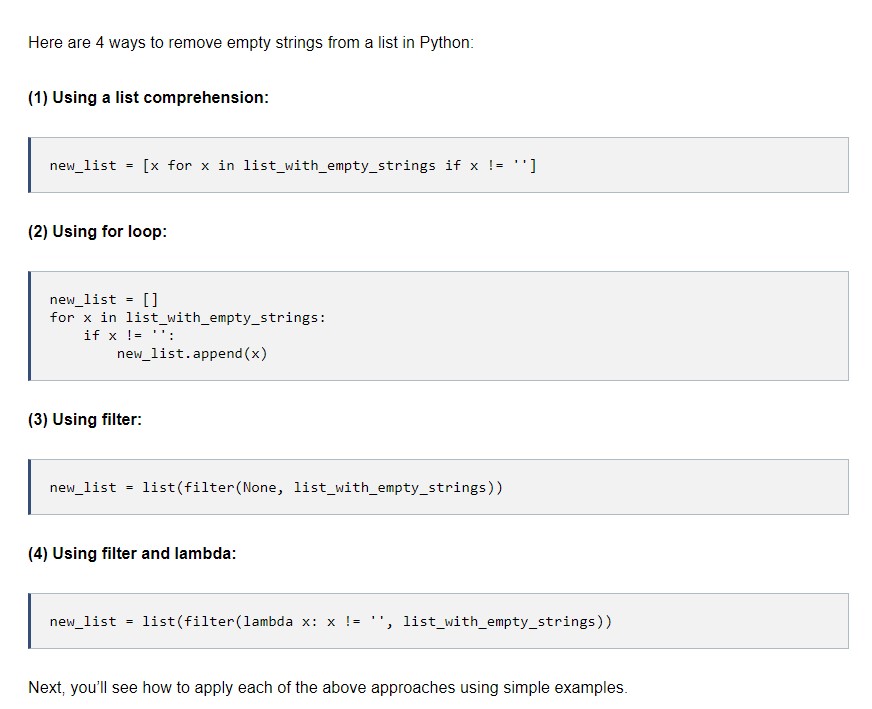 Here are 4 ways to remove empty strings from a list in Python:
(1) Using a list comprehension:
new_list = [x for x in list_with_empty_strings if x != '']
(2) Using for loop:
new_list = []
for x in list_with_empty_strings:
    if x != '':
        new_list.append(x)
(3) Using filter:
new_list = list(filter(None, list_with_empty_strings))
(4) Using filter and lambda:
new_list = list(filter(lambda x: x != '', list_with_empty_strings))
Next, you’ll see how to apply each of the above approaches using simple examples.